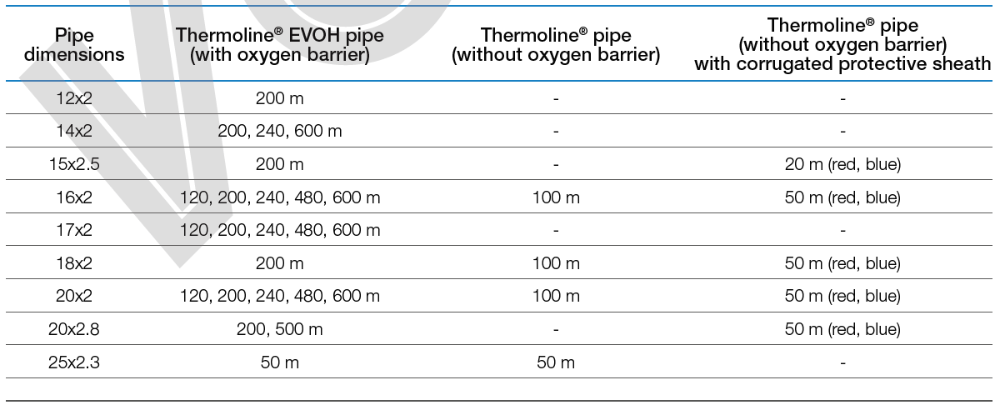 Pipe dimensions Thermoline® EVOH pipe (with oxygen barrier) Thermoline® pipe (without oxygen barrier) Thermoline® pipe (without oxygen barrier) with corrugated protective sheath
12x2 200 m - -
14x2 200, 240, 600 m - -
15x2.5 200 m - 20 m (red, blue)
16x2 120, 200, 240, 480, 600 m 100 m 50 m (red, blue)
17x2 120, 200, 240, 480, 600 m - -
18x2 200 m 100 m 50 m (red, blue)
20x2 120, 200, 240, 480, 600 m 100 m 50 m (red, blue)
20x2.8 200, 500 m - 50 m (red, blue)
25x2.3 50 m 50 m -